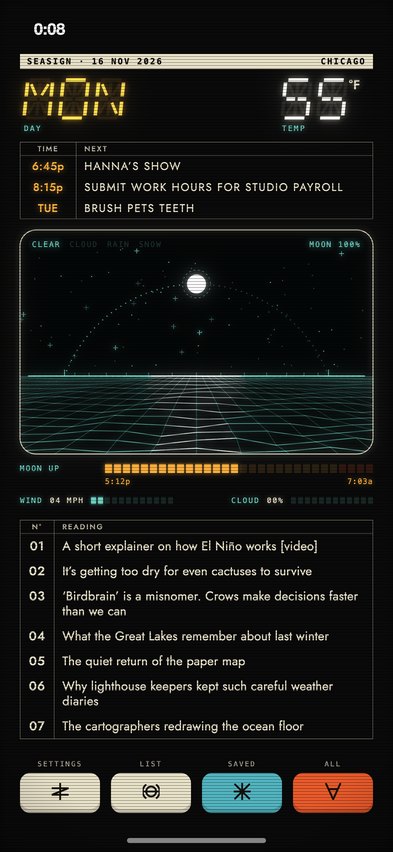 0:08
SEASIGN · 16 NOV 2026 CHICAGO
MON 55 °F
DAY TEMP
TIME NEXT
6:45p HANNA'S SHOW
8:15p SUBMIT WORK HOURS FOR STUDIO PAYROLL
TUE BRUSH PETS TEETH
CLEAR CLOUD RAIN SNOW MOON 100%
MOON UP
5:12p 7:03a
WIND 04 MPH CLOUD 00%
N° READING
01 A short explainer on how El Niño works [video]
02 It's getting too dry for even cactuses to survive
03 ‘Birdbrain’ is a misnomer. Crows make decisions faster
than we can
04 What the Great Lakes remember about last winter
05 The quiet return of the paper map
06 Why lighthouse keepers kept such careful weather
diaries
07 The cartographers redrawing the ocean floor
SETTINGS LIST SAVED ALL